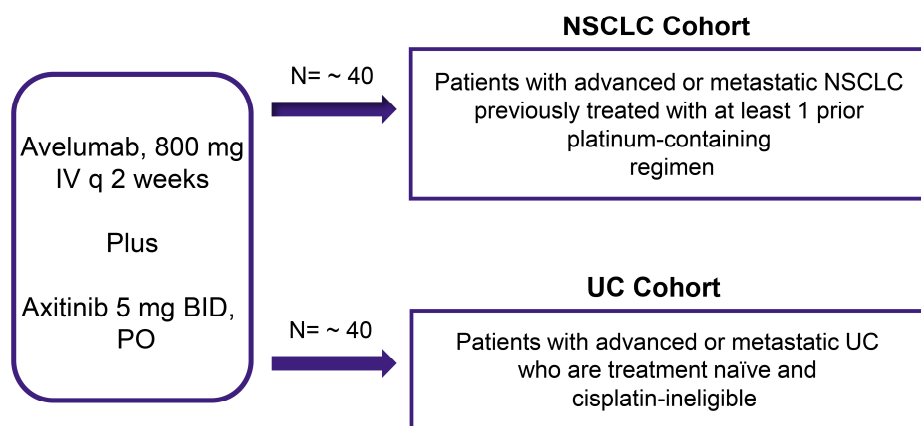 NSCLC Cohort
N= ~ 40
Patients with advanced or metastatic NSCLC
previously treated with at least 1 prior
platinum-containing
regimen
Avelumab, 800 mg
IV q 2 weeks
Plus
Axitinib 5 mg BID,
PO
UC Cohort
N= ~ 40
Patients with advanced or metastatic UC
who are treatment naïve and
cisplatin-ineligible